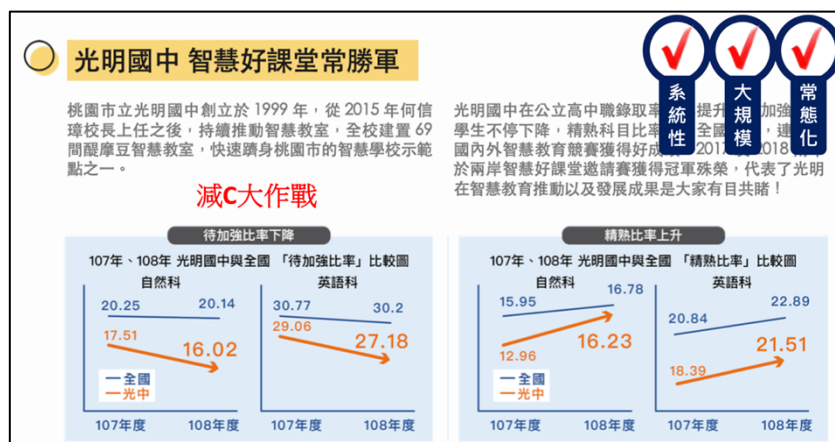 光明國中 智慧好課堂常勝軍
系統性
大規模
常態化
桃園市立光明國中創立於 1999 年，從 2015 年何信
璋校長上任之後，持續推動智慧教室，全校建置 69
間醍摩豆智慧教室，快速躋身桃園市的智慧學校示範
點之一。
光明國中在公立高中職錄取率 提升 加強
學生不停下降，精熟科目比率 全國 ，連
國內外智慧教育競賽獲得好成 2017 2018
於兩岸智慧好課堂邀請賽獲得冠軍殊榮，代表了光明
在智慧教育推動以及發展成果是大家有目共睹！
減C大作戰
待加強比率下降
107年、108年 光明國中與全國 「待加強比率」比較圖
自然科
英語科
20.25 20.14
17.51
16.02
全國
光中
107年度 108年度
30.77 30.2
29.06
27.18
107年度 108年度
精熟比率上升
107年、108年 光明國中與全國 「精熟比率」比較圖
自然科
英語科
15.95 16.78
12.96
16.23
全國
光中
107年度 108年度
20.84 22.89
18.39
21.51
107年度 108年度